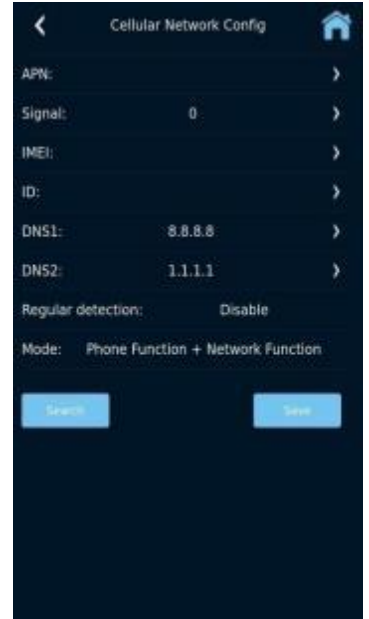 Cellular Network Config
APN:
Signal: 0
IMEI:
ID:
DNS1: 8.8.8.8
DNS2: 1.1.1.1
Regular detection: Disable
Mode: Phone Function + Network Function
Search Save